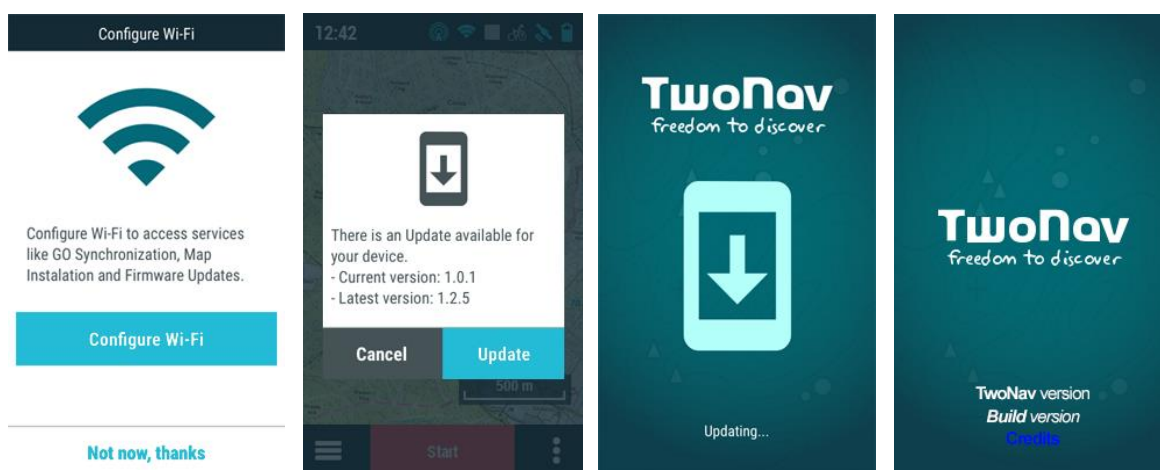 Configure Wi-Fi
Configure Wi-Fi to access services
like GO Synchronization, Map
Instalation and Firmware Updates.
Configure Wi-Fi
Not now, thanks
12:42
There is an Update available for
your device.
- Current version: 1.0.1
- Latest version: 1.2.5
Cancel
Update
500 m
Start
TwoNav
freedom to discover
Updating...
TwoNav
freedom to discover
TwoNav version
Build version
Credits